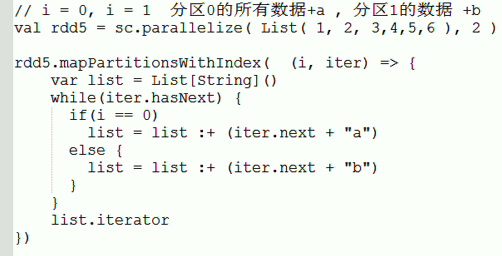 // i = 0, i = 1  分区0的所有数据+a , 分区1的数据 +b
val rdd5 = sc.parallelize( List( 1, 2, 3,4,5,6 ), 2 )
rdd5.mapPartitionsWithIndex(  (i, iter) => {
    var list = List[String]()
    while(iter.hasNext) {
      if(i == 0)
        list = list :+ (iter.next + "a")
      else {
        list = list :+ (iter.next + "b")
      }
    }
    list.iterator
})